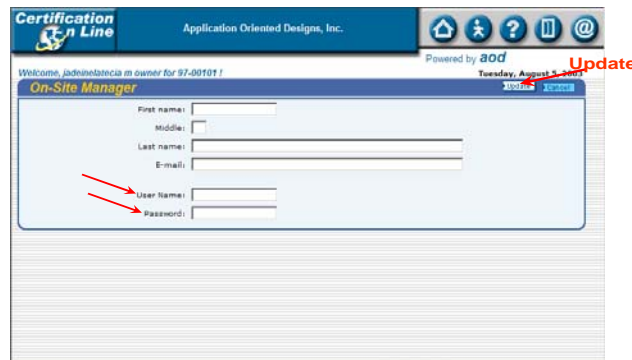 Certification
On Line
Application Oriented Designs, Inc.
Powered by aod
Update
Welcome, jadeinelatecia m owner for 97-00101 !
Tuesday, August 5, 2003
On-Site Manager
Update
Cancel
First name:
Middle:
Last name:
E-mail:
User Name:
Password: